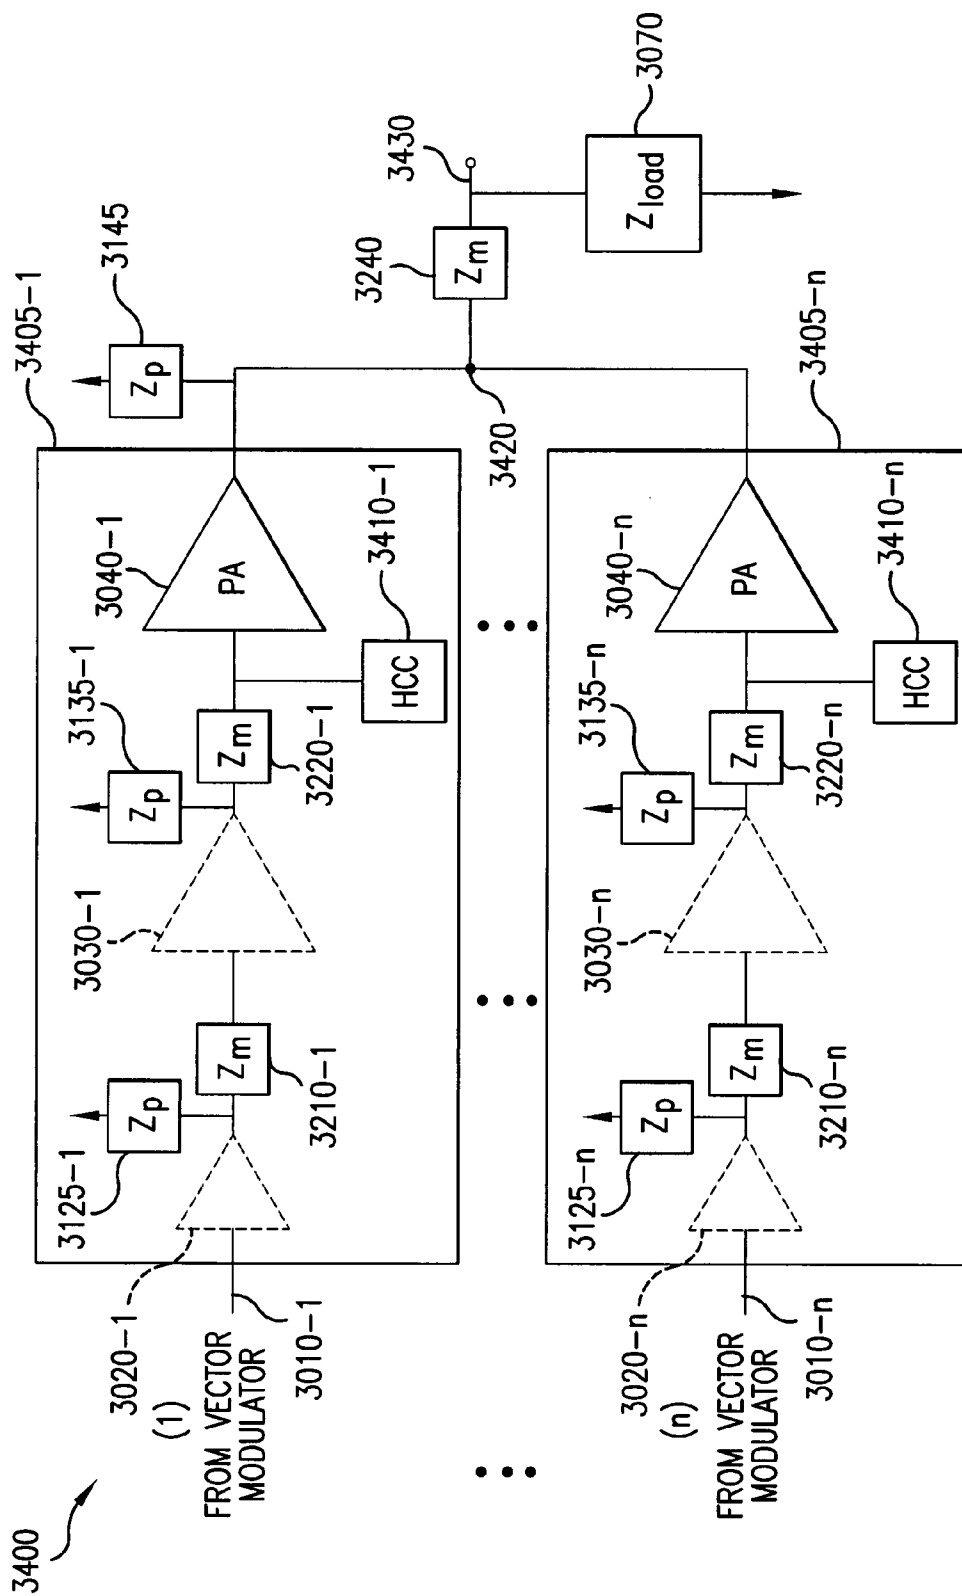 3400
(1)
FROM VECTOR
MODULATOR
3010-1
3020-1
3125-1
Zp
Zm
3210-1
3030-1
3135-1
Zp
Zm
3220-1
HCC
3410-1
3040-1
PA
3405-1
Zp
3145
(n)
FROM VECTOR
MODULATOR
3010-n
3020-n
3125-n
Zp
Zm
3210-n
3030-n
3135-n
Zp
Zm
3220-n
HCC
3410-n
3040-n
PA
3405-n
3420
3240
Zm
3430
Zload
3070